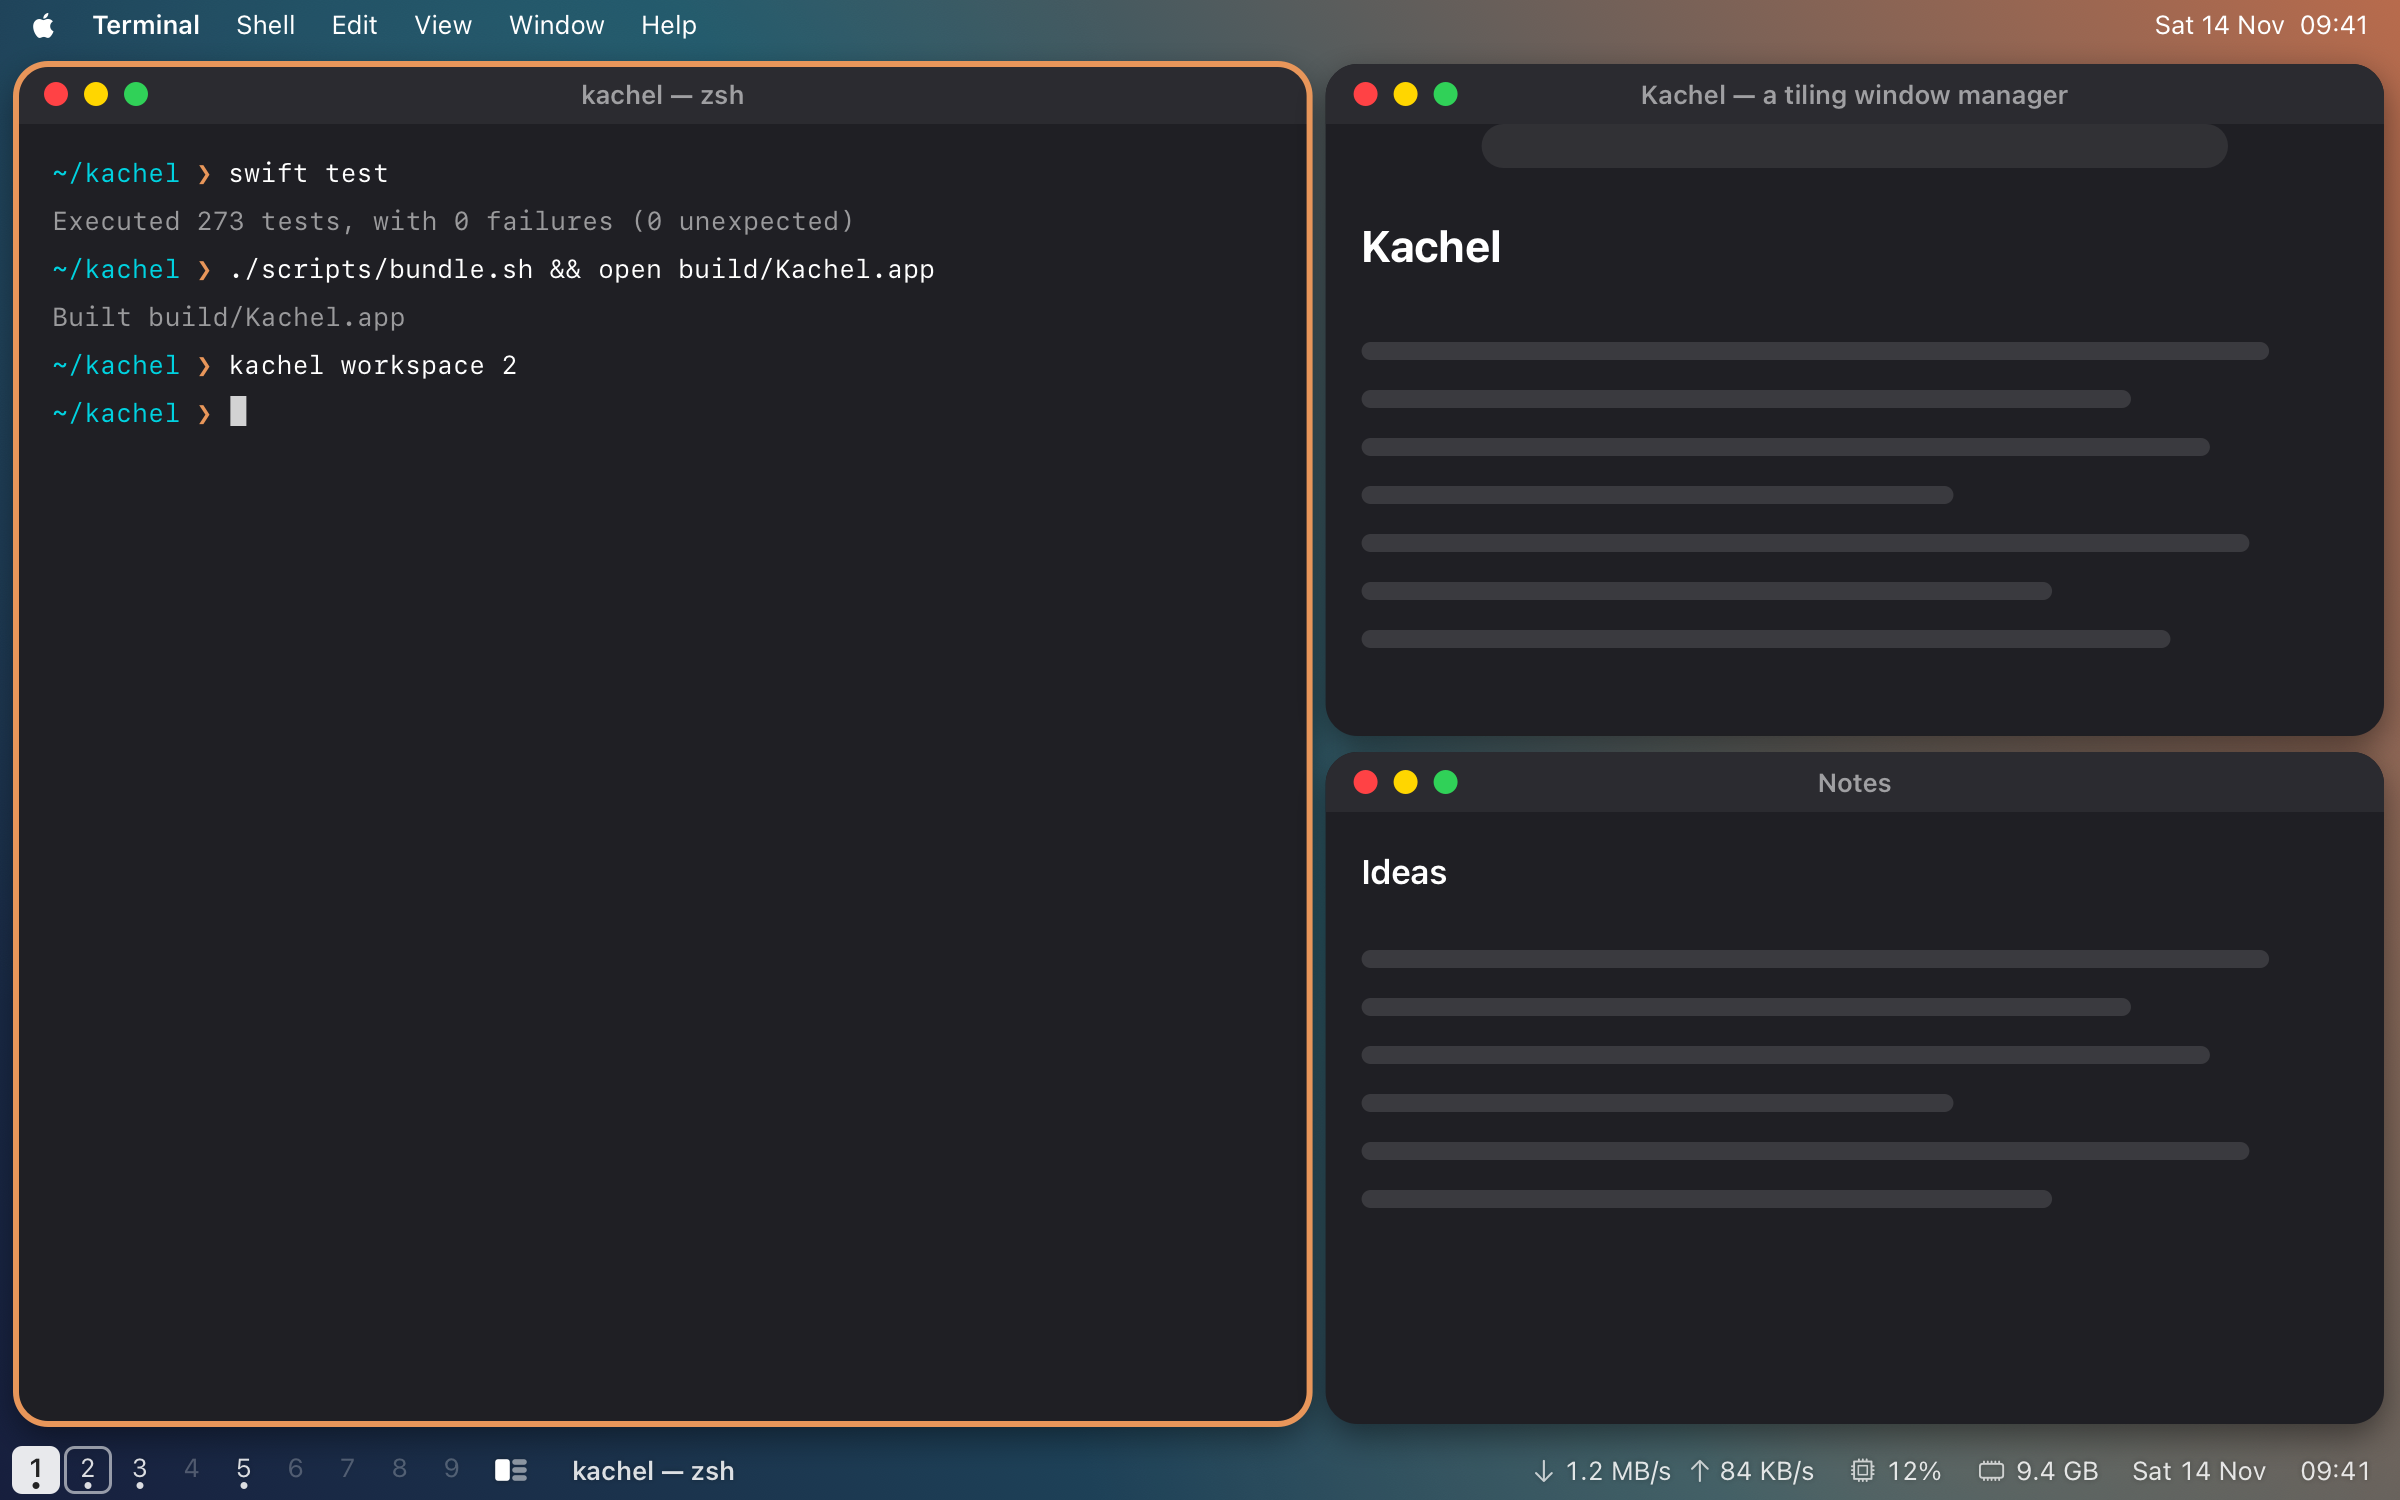 Terminal Shell Edit View Window Help Sat 14 Nov 09:41
kachel — zsh
~/kachel ❯ swift test
Executed 273 tests, with 0 failures (0 unexpected)
~/kachel ❯ ./scripts/bundle.sh && open build/Kachel.app
Built build/Kachel.app
~/kachel ❯ kachel workspace 2
~/kachel ❯
Kachel — a tiling window manager
Kachel
Notes
Ideas
1 2 3 4 5 6 7 8 9 kachel — zsh ↓ 1.2 MB/s ↑ 84 KB/s 12% 9.4 GB Sat 14 Nov 09:41